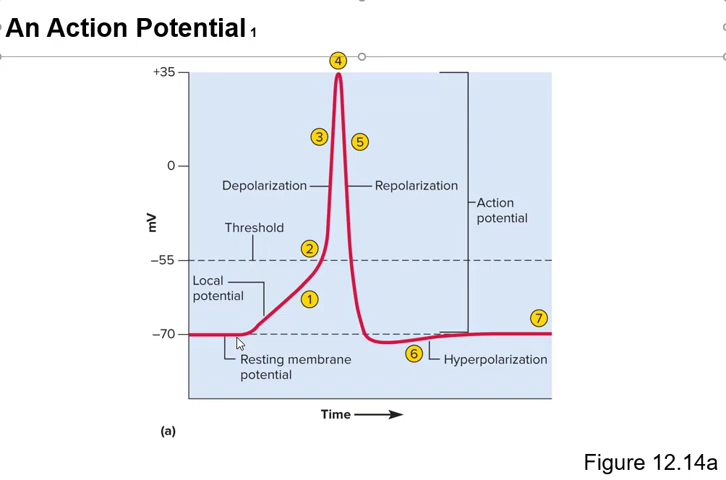 An Action Potential 1
4
+35
3
5
0
Depolarization
Repolarization
Action
potential
mV
Threshold
2
–55
Local
potential
1
7
–70
6
Resting membrane
potential
Hyperpolarization
Time
(a)
Figure 12.14a